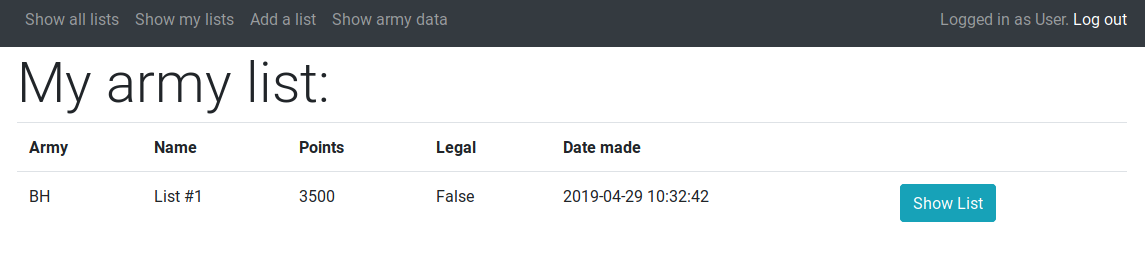 Show all lists Show my lists Add a list Show army data Logged in as User. Log out
My army list:
Army Name Points Legal Date made
BH List #1 3500 False 2019-04-29 10:32:42 Show List